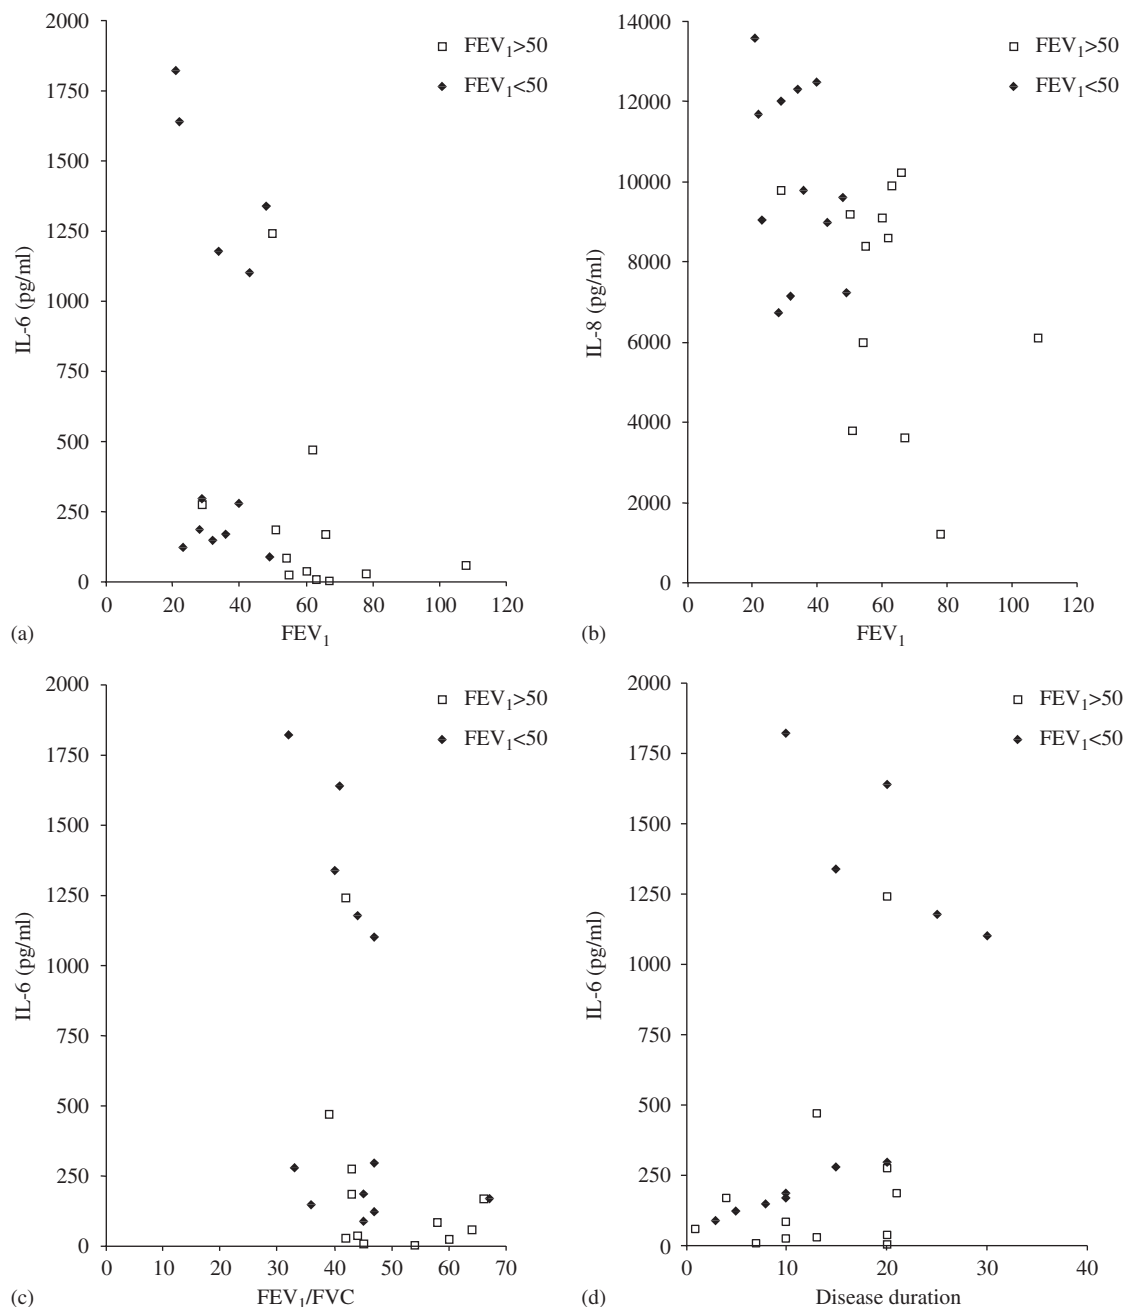 2000
1750
1500
1250
1000
750
500
250
0
IL-6 (pg/ml)
FEV₁>50
FEV₁<50
0 20 40 60 80 100 120
(a) FEV₁
14000
12000
10000
8000
6000
4000
2000
0
IL-8 (pg/ml)
FEV₁>50
FEV₁<50
0 20 40 60 80 100 120
(b) FEV₁
2000
1750
1500
1250
1000
750
500
250
0
IL-6 (pg/ml)
FEV₁>50
FEV₁<50
0 10 20 30 40 50 60 70
(c) FEV₁/FVC
2000
1750
1500
1250
1000
750
500
250
0
IL-6 (pg/ml)
FEV₁>50
FEV₁<50
0 10 20 30 40
(d) Disease duration